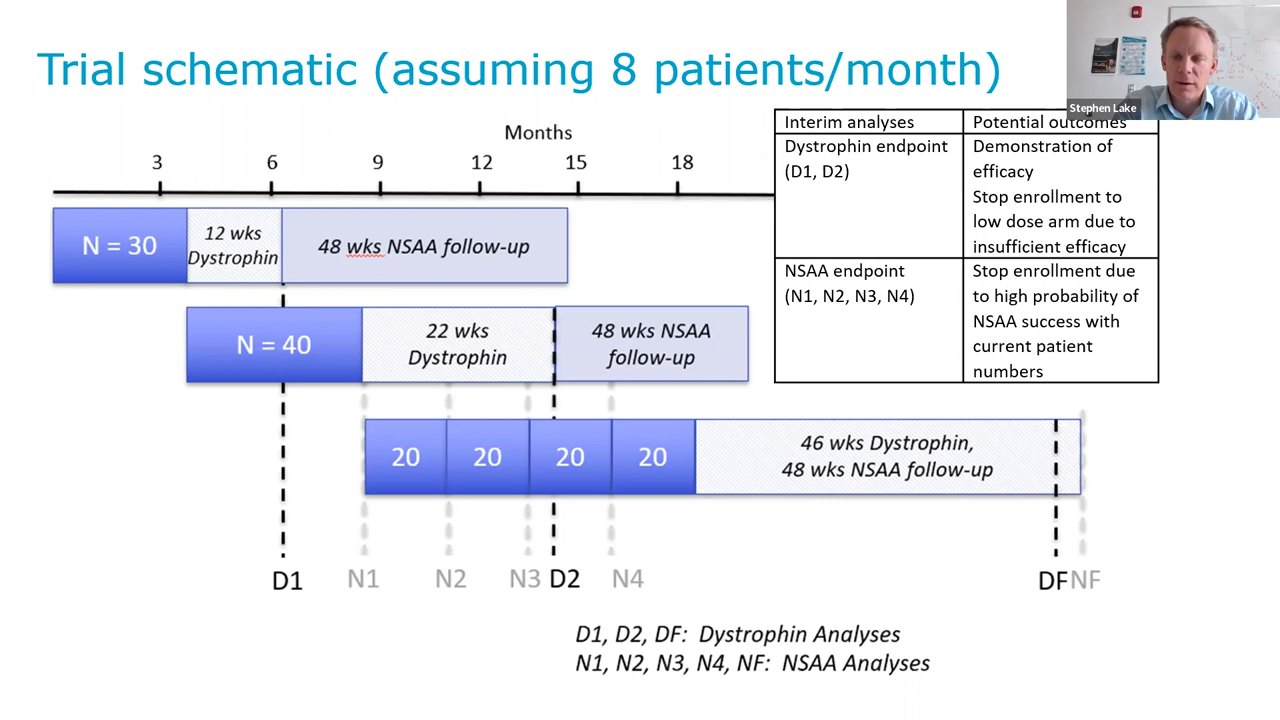 Trial schematic (assuming 8 patients/month)
Stephen Lake
Months
3 6 9 12 15 18
N = 30
12 wks
Dystrophin
48 wks NSAA follow-up
N = 40
22 wks
Dystrophin
48 wks NSAA
follow-up
20 20 20 20
46 wks Dystrophin,
48 wks NSAA follow-up
D1 N1 N2 N3 D2 N4 DF NF
Interim analyses
Potential outcomes
Dystrophin endpoint
(D1, D2)
Demonstration of
efficacy
Stop enrollment to
low dose arm due to
insufficient efficacy
NSAA endpoint
(N1, N2, N3, N4)
Stop enrollment due
to high probability of
NSAA success with
current patient
numbers
D1, D2, DF: Dystrophin Analyses
N1, N2, N3, N4, NF: NSAA Analyses